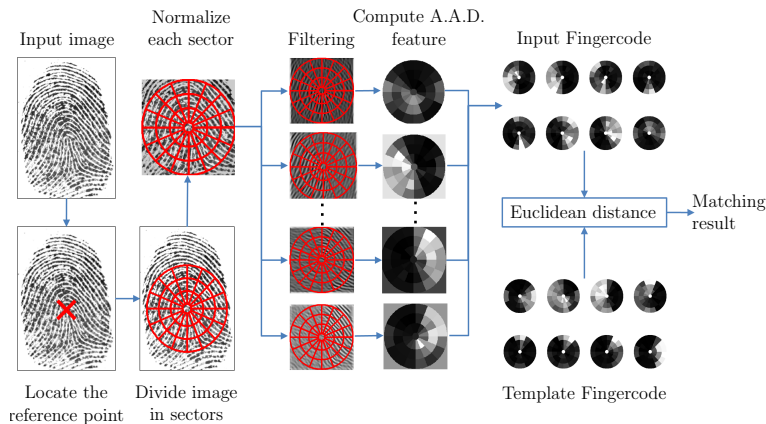 Input image
Normalize
each sector
Filtering
Compute A.A.D.
feature
Input Fingercode
Euclidean distance
Matching
result
Locate the
reference point
Divide image
in sectors
Template Fingercode